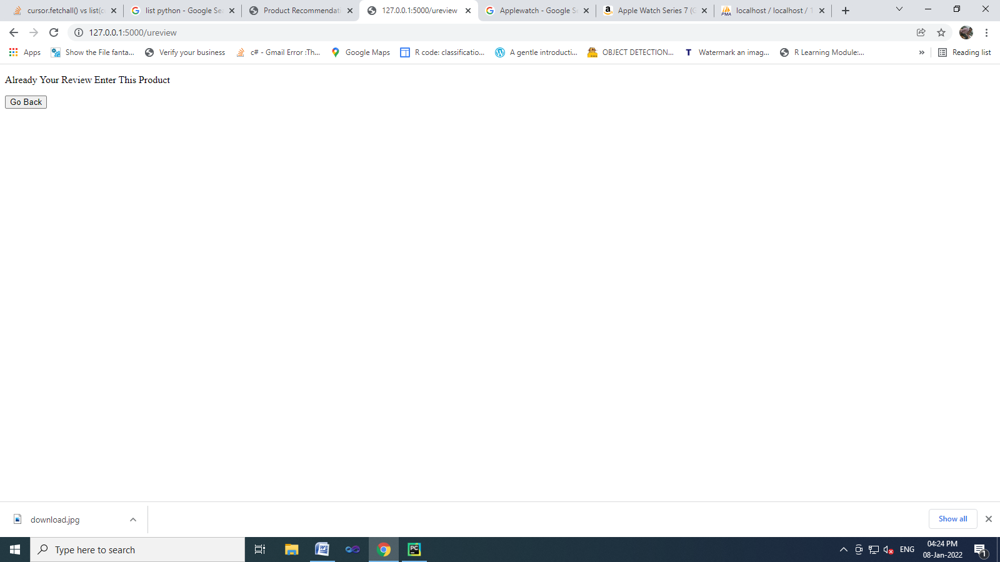 cursor.fetchall() vs list(c
list python - Google Se
Product Recommendati
127.0.0.1:5000/ureview
Applewatch - Google S
Apple Watch Series 7 (G
localhost / localhost / 1
127.0.0.1:5000/ureview
Apps
Show the File fanta...
Verify your business
c# - Gmail Error :Th...
Google Maps
R code: classificatio...
A gentle introducti...
OBJECT DETECTION...
Watermark an imag...
R Learning Module:...
»
Reading list
Already Your Review Enter This Product
Go Back
download.jpg
Show all
Type here to search
ENG
04:24 PM
08-Jan-2022
1